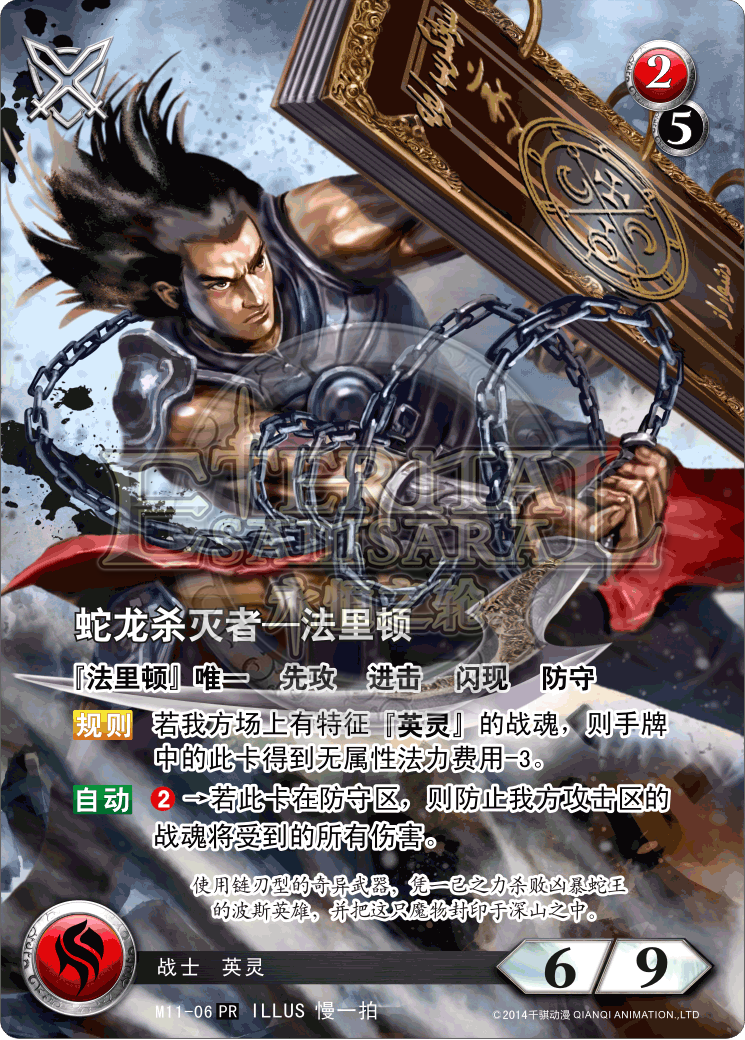 2
5
ETERNAL
SAMSARA
蛇龙杀灭者—法里顿
『法里顿』唯一 先攻 进击 闪现 防守
规则 若我方场上有特征『英灵』的战魂，则手牌
中的此卡得到无属性法力费用-3。
自动 2→若此卡在防守区，则防止我方攻击区的
战魂将受到的所有伤害。
使用链刃型的奇异武器，凭一己之力杀败凶暴蛇王
的波斯英雄，并把这只魔物封印于深山之中。
战士 英灵
6/9
M11-06 PR ILLUS 慢一拍
©2014千骐动漫 QIANQI ANIMATION.,LTD